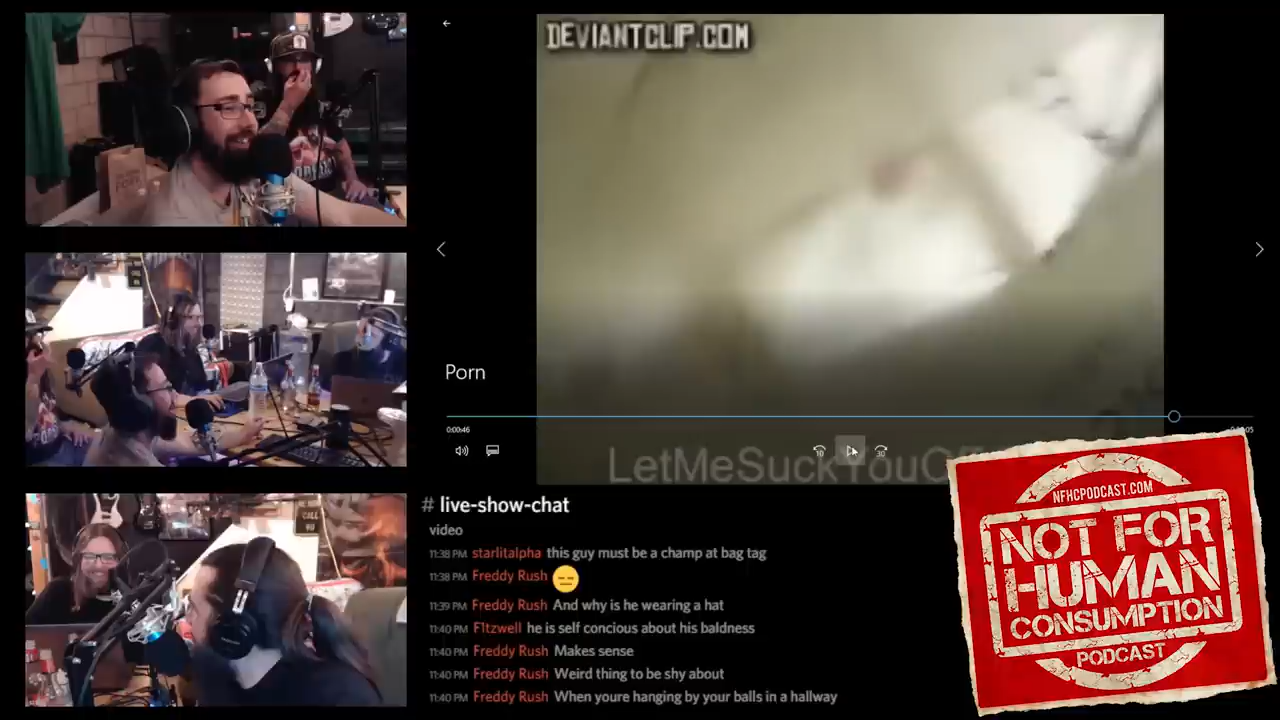 DEVIANTCLIP.COM
Porn
0:00:46
10
30
# live-show-chat
video
11:38 PM starlitalpha this guy must be a champ at bag tag
11:38 PM Freddy Rush
11:39 PM Freddy Rush And why is he wearing a hat
11:40 PM F1tzwell he is self concious about his baldness
11:40 PM Freddy Rush Makes sense
11:40 PM Freddy Rush Weird thing to be shy about
11:40 PM Freddy Rush When youre hanging by your balls in a hallway
NFHCPODCAST.COM
NOT FOR
HUMAN
CONSUMPTION
PODCAST